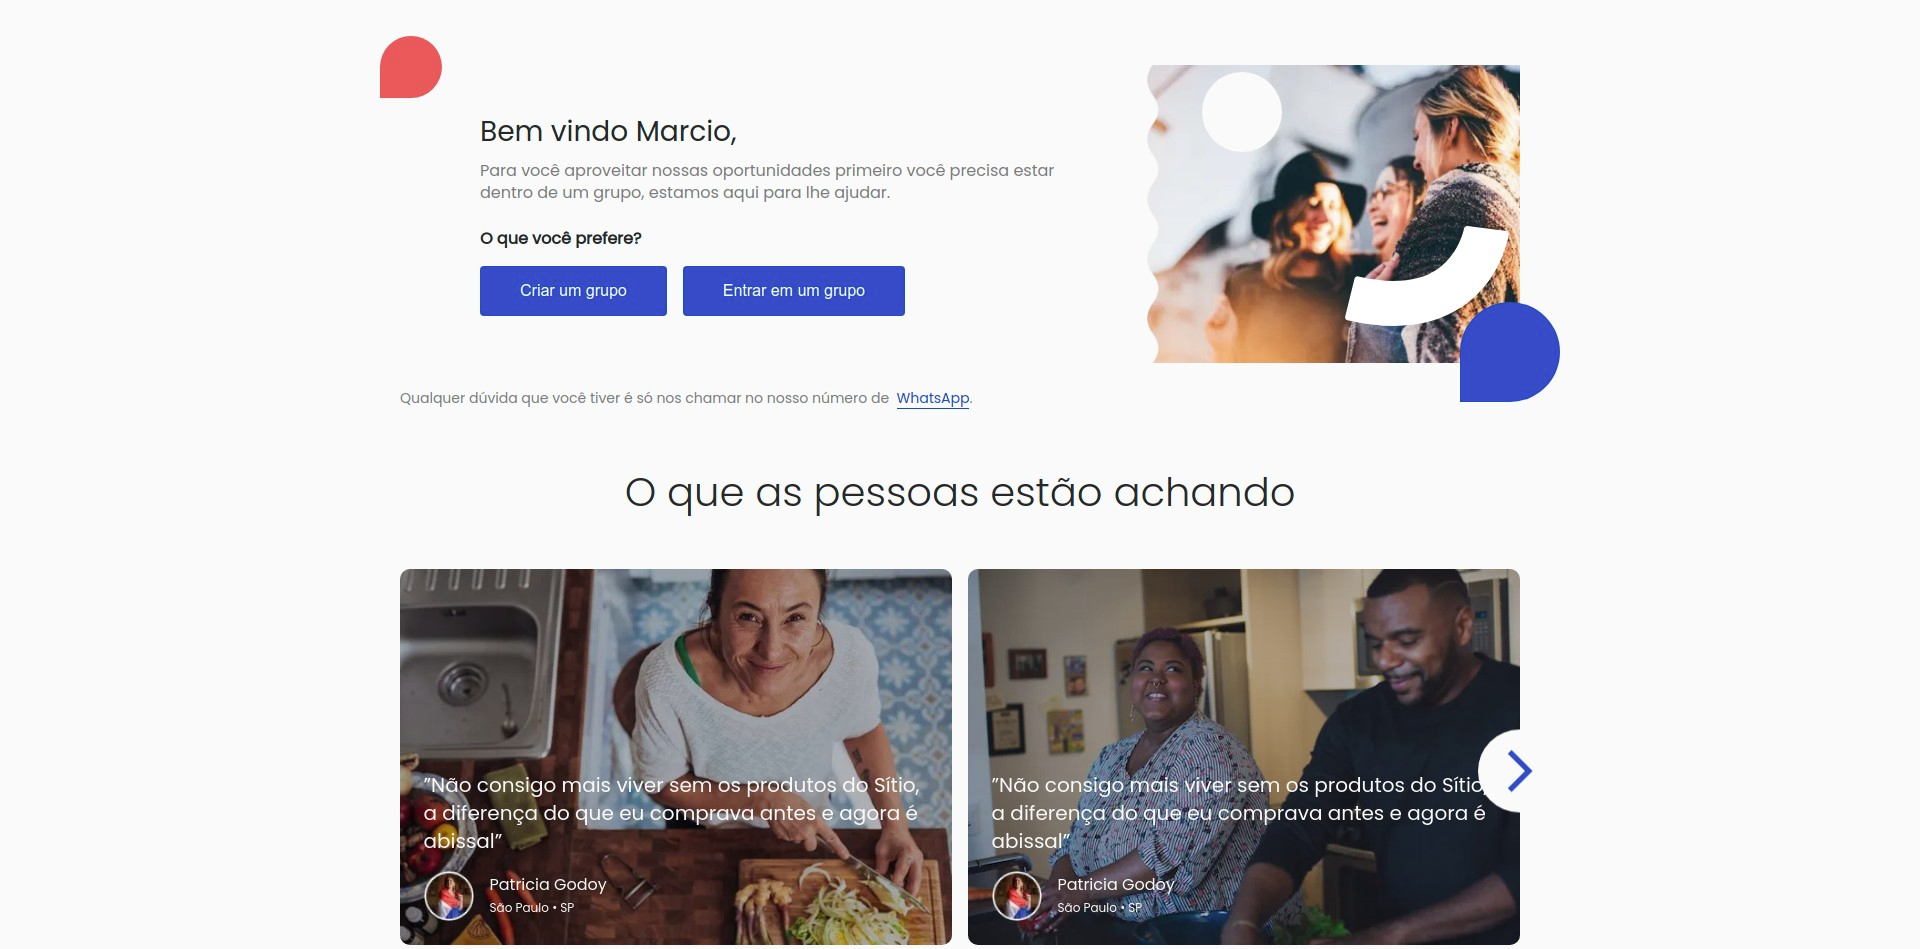 Bem vindo Marcio,
Para você aproveitar nossas oportunidades primeiro você precisa estar
dentro de um grupo, estamos aqui para lhe ajudar.
O que você prefere?
Criar um grupo
Entrar em um grupo
Qualquer dúvida que você tiver é só nos chamar no nosso número de WhatsApp.
O que as pessoas estão achando
”Não consigo mais viver sem os produtos do Sítio,
a diferença do que eu comprava antes e agora é
abissal”
Patricia Godoy
São Paulo • SP
”Não consigo mais viver sem os produtos do Sítio,
a diferença do que eu comprava antes e agora é
abissal”
Patricia Godoy
São Paulo • SP